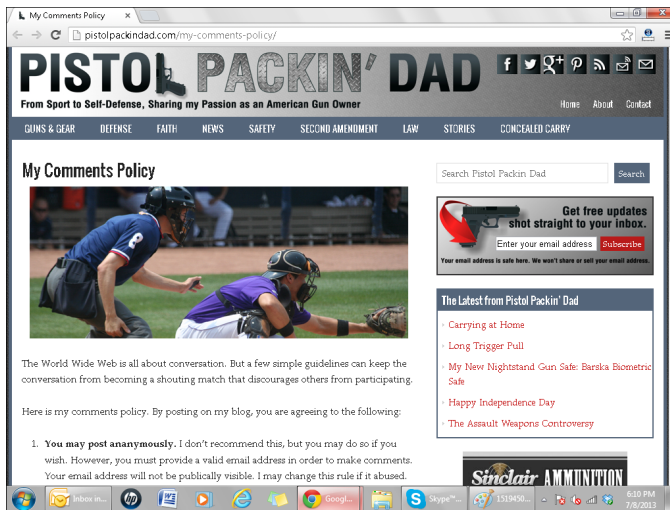 My Comments Policy
pistolpackindad.com/my-comments-policy/
PISTOL PACKIN' DAD
From Sport to Self-Defense, Sharing my Passion as an American Gun Owner
Home About Contact
GUNS & GEAR DEFENSE FAITH NEWS SAFETY SECOND AMENDMENT LAW STORIES CONCEALED CARRY
My Comments Policy
The World Wide Web is all about conversation. But a few simple guidelines can keep the
conversation from becoming a shouting match that discourages others from participating.
Here is my comments policy. By posting on my blog, you are agreeing to the following:
1. You may post ananymously. I don't recommend this, but you may do so if you
wish. However, you must provide a valid email address in order to make comments.
Your email address will not be publically visible. I may change this rule if it abused.
Search Pistol Packin Dad Search
Get free updates
shot straight to your inbox.
Enter your email address Subscribe
Your email address is safe here. We won't share or sell your email address.
The Latest from Pistol Packin' Dad
Carrying at Home
Long Trigger Pull
My New Nightstand Gun Safe: Barska Biometric
Safe
Happy Independence Day
The Assault Weapons Controversy
Sinclair AMMUNITION
Inbox in... hp Googl... Skype™... 1519450... 6:10 PM
7/8/2013